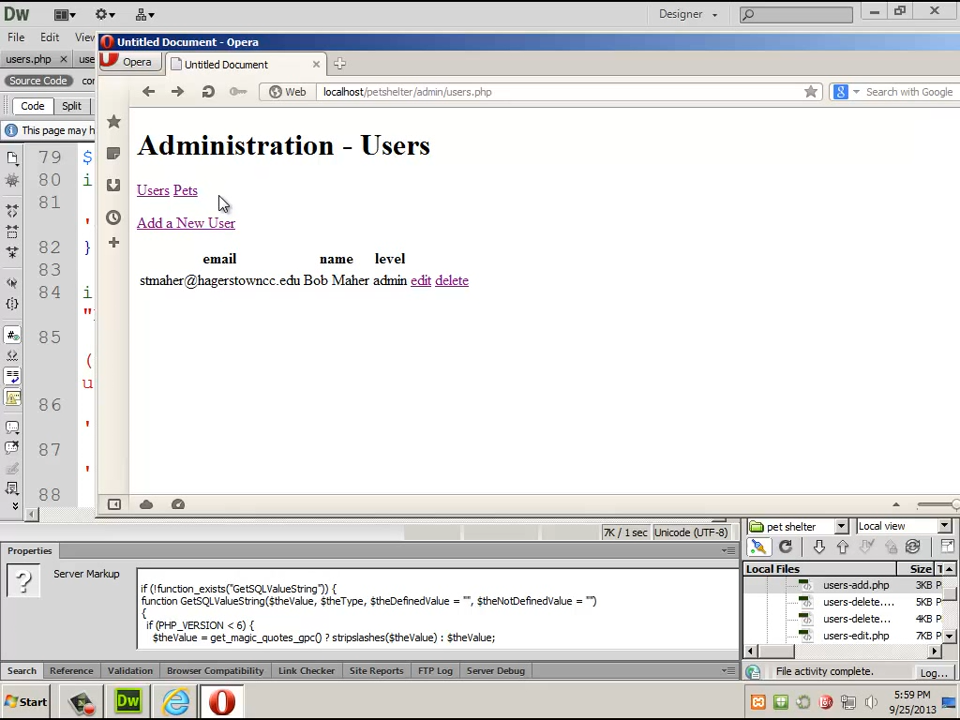 Dw
Designer
Untitled Document - Opera
File Edit Vie
users.php × use
Opera Untitled Document ×
Source Code con
Web localhost/petshelter/admin/users.php Search with Google
Code Split
This page may h
Administration - Users
79 $
80 i
81
'
82 }
83
84 i
"
85
(
u
86
'
87
'
88
Users Pets
Add a New User
email name level
stmaher@hagerstowncc.edu Bob Maher admin edit delete
7K / 1 sec Unicode (UTF-8)
pet shelter Local view
Properties
Server Markup
if (!function_exists("GetSQLValueString")) {
function GetSQLValueString($theValue, $theType, $theDefinedValue = "", $theNotDefinedValue = "")
{
if (PHP_VERSION < 6) {
$theValue = get_magic_quotes_gpc() ? stripslashes($theValue) : $theValue;
Local Files Size T
users-add.php 3KB P
users-delete.... 5KB P
users-delete.... 4KB P
users-edit.php 7KB P
Search Reference Validation Browser Compatibility Link Checker Site Reports FTP Log Server Debug
File activity complete. Log...
Start Dw
5:59 PM
9/25/2013